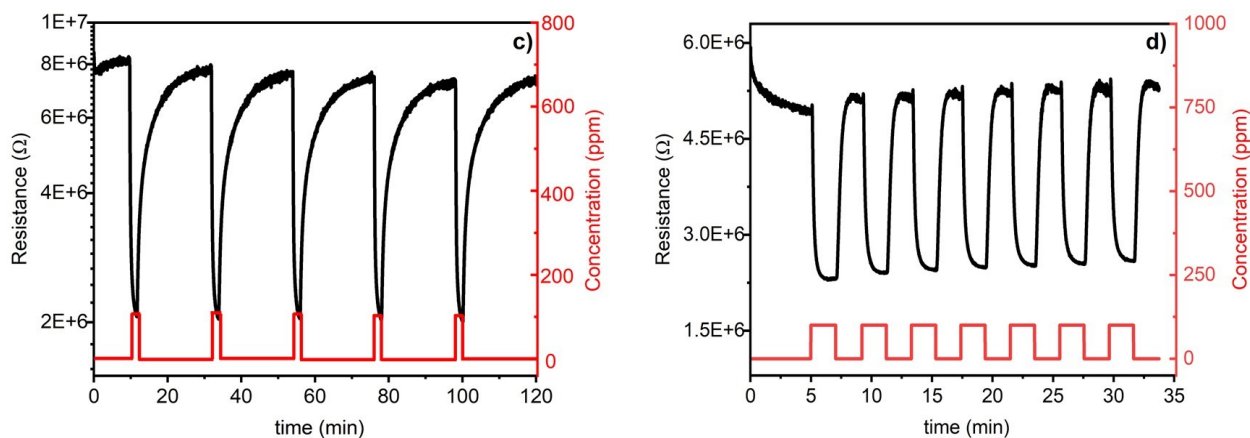 c)
1E+7
8E+6
6E+6
4E+6
2E+6
Resistance (Ω)
800
600
400
200
0
Concentration (ppm)
0 20 40 60 80 100 120
time (min)
d)
6.0E+6
4.5E+6
3.0E+6
1.5E+6
Resistance (Ω)
1000
750
500
250
0
Concentration (ppm)
0 5 10 15 20 25 30 35
time (min)